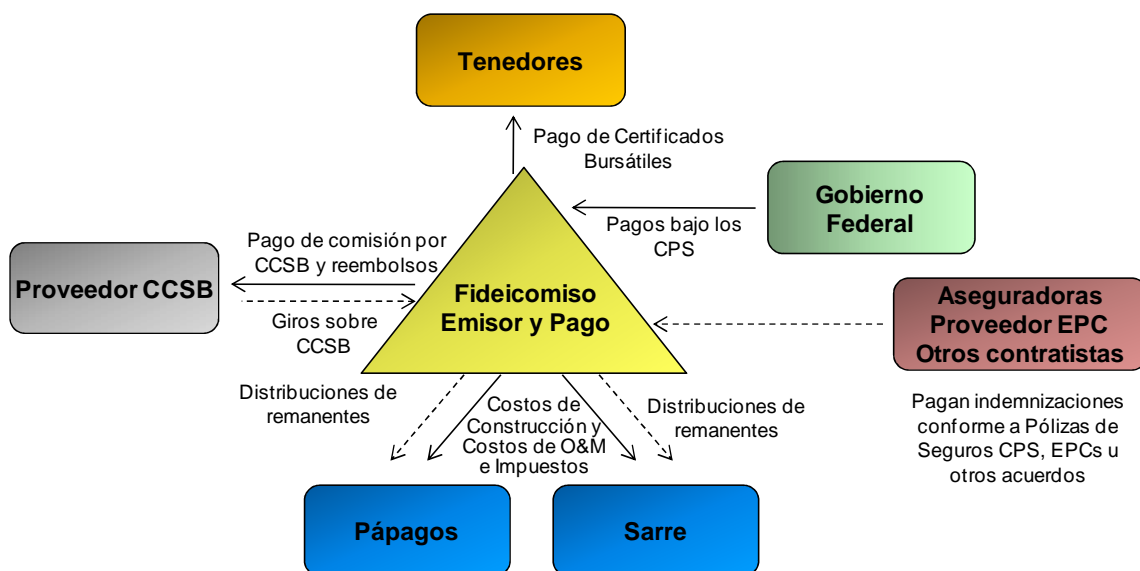 Tenedores
Pago de Certificados
Bursátiles
Gobierno
Federal
Pagos bajo los
CPS
Pago de comisión por
CCSB y reembolsos
Proveedor CCSB
Giros sobre
CCSB
Fideicomiso
Emisor y Pago
Aseguradoras
Proveedor EPC
Otros contratistas
Pagan indemnizaciones
conforme a Pólizas de
Seguros CPS, EPCs u
otros acuerdos
Distribuciones de
remanentes
Costos de
Construcción y
Costos de O&M
e Impuestos
Distribuciones de
remanentes
Pápagos
Sarre